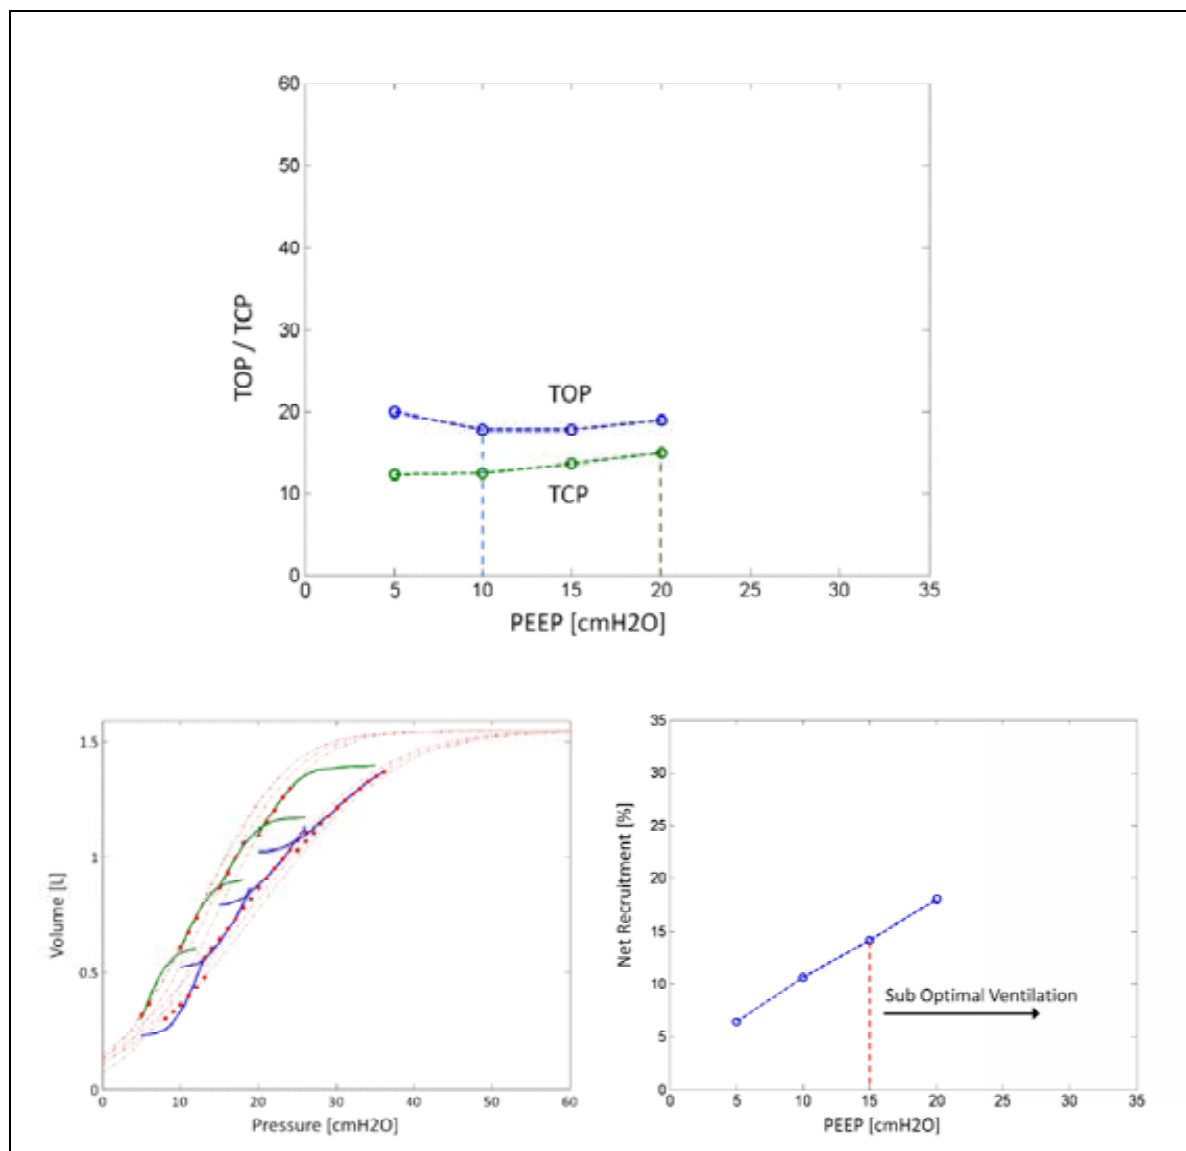 60
50
40
30
20
10
0
TOP / TCP
TOP
TCP
0 5 10 15 20 25 30 35
PEEP [cmH2O]
1.5
1
0.5
0
Volume [L]
0 10 20 30 40 50 60
Pressure [cmH2O]
35
30
25
20
15
10
5
0
Net Recruitment [%]
Sub Optimal Ventilation
0 5 10 15 20 25 30 35
PEEP [cmH2O]